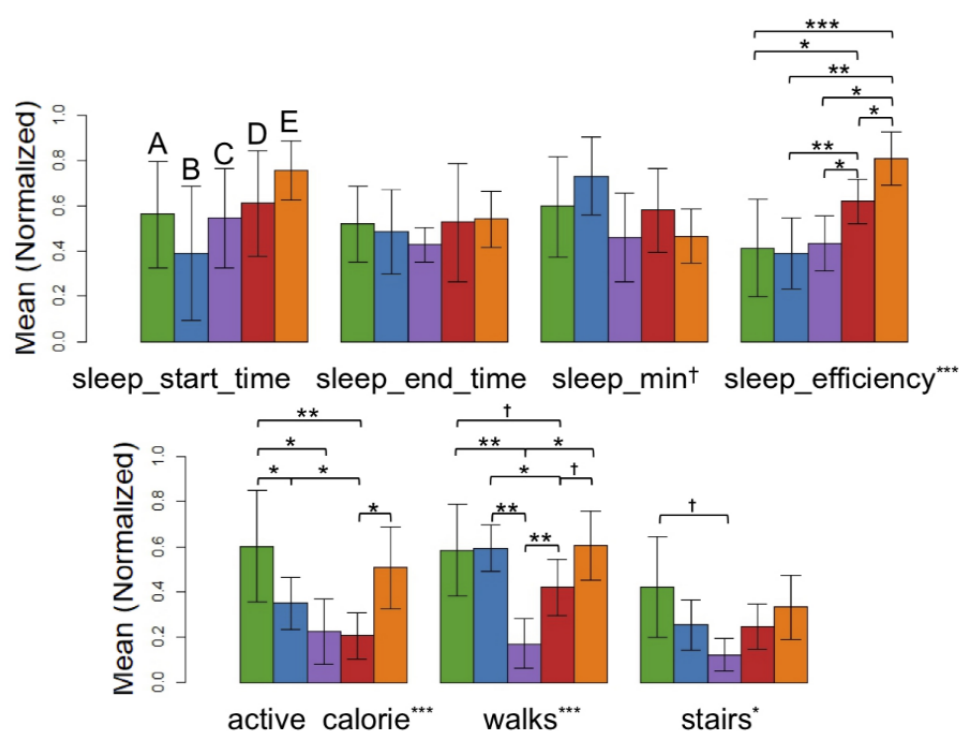 ***
*
**
*
*
**
*
Mean (Normalized)
0.0 0.2 0.4 0.6 0.8 1.0
A B C D E
sleep_start_time sleep_end_time sleep_min† sleep_efficiency***
**
*
* *
*
†
** *
* †
**
**
†
Mean (Normalized)
0.0 0.2 0.4 0.6 0.8 1.0
active calorie*** walks*** stairs*